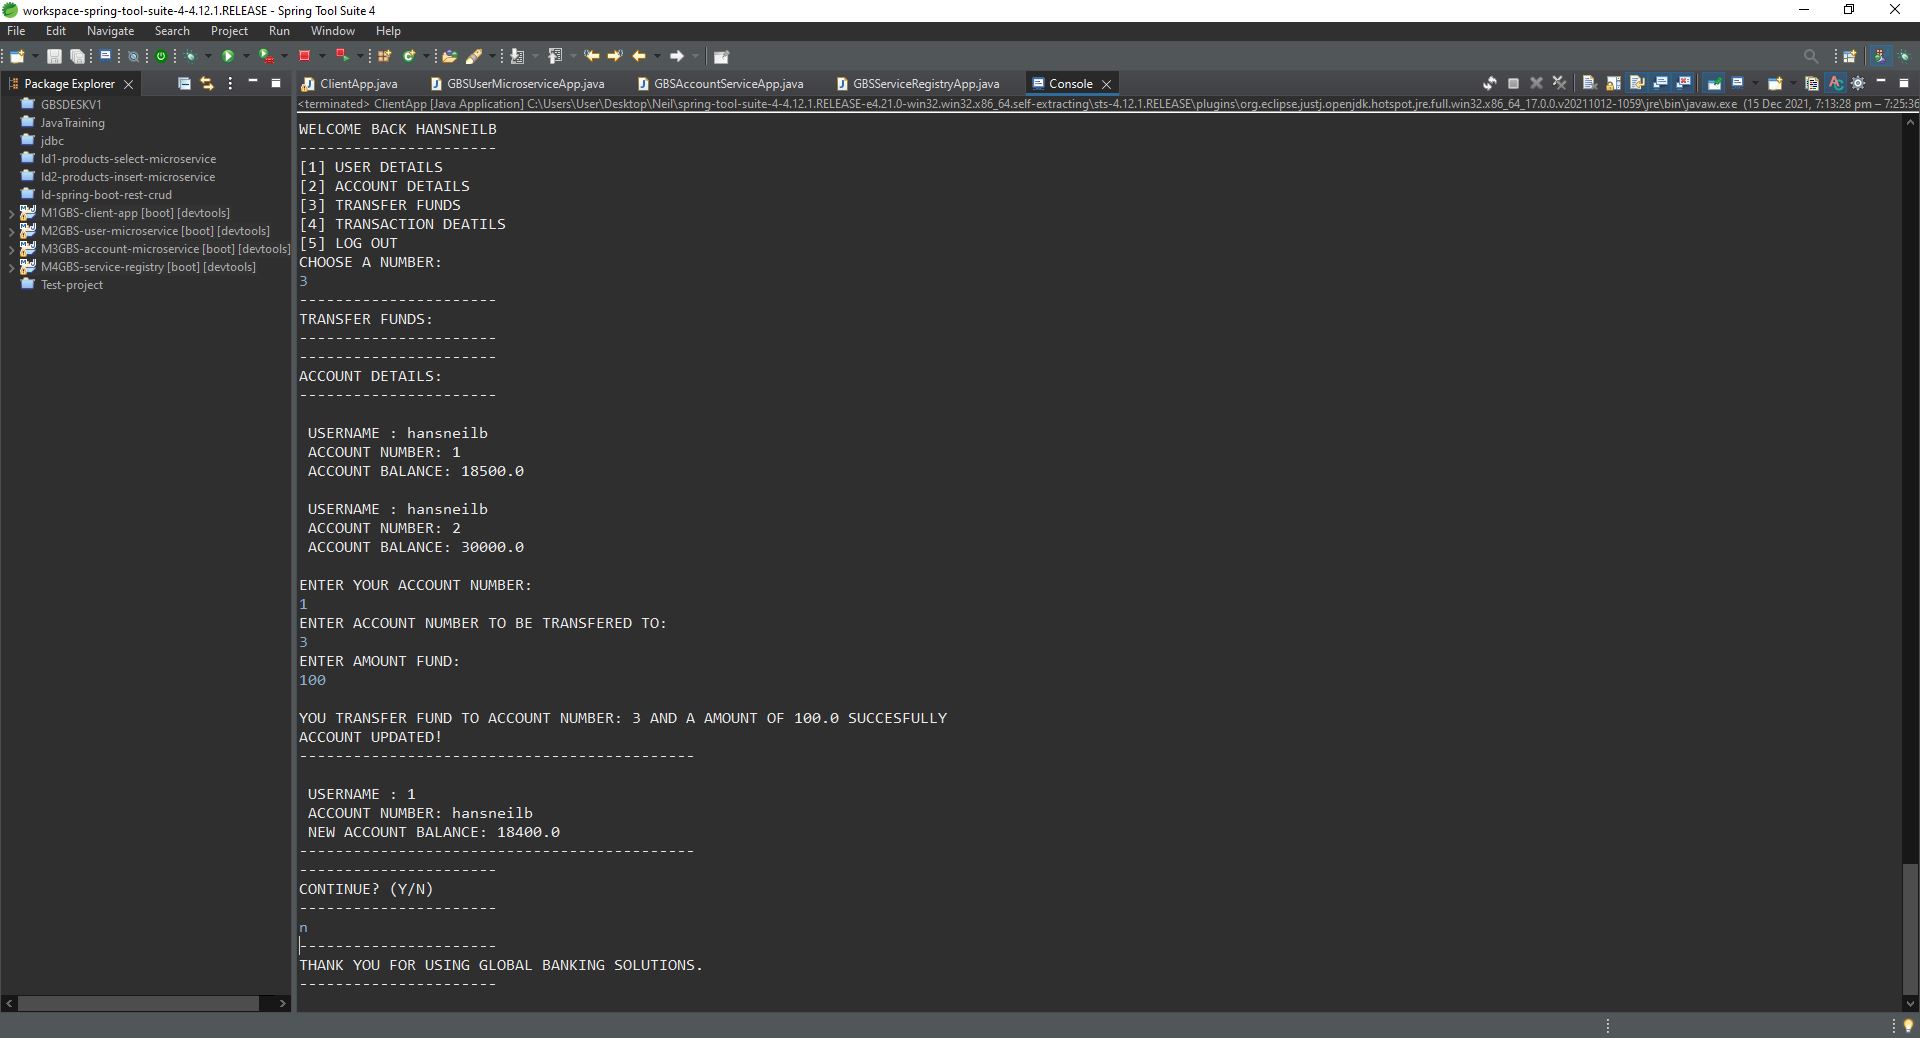 workspace-spring-tool-suite-4-4.12.1.RELEASE - Spring Tool Suite 4
File Edit Navigate Search Project Run Window Help
Package Explorer
GBSDESKV1
JavaTraining
jdbc
ld1-products-select-microservice
ld2-products-insert-microservice
ld-spring-boot-rest-crud
M1GBS-client-app [boot] [devtools]
M2GBS-user-microservice [boot] [devtools]
M3GBS-account-microservice [boot] [devtools]
M4GBS-service-registry [boot] [devtools]
Test-project
ClientApp.java GBSUserMicroserviceApp.java GBSAccountServiceApp.java GBSServiceRegistryApp.java Console
<terminated> ClientApp [Java Application] C:\Users\User\Desktop\Neil\spring-tool-suite-4-4.12.1.RELEASE-e4.21.0-win32.win32.x86_64.self-extracting\sts-4.12.1.RELEASE\plugins\org.eclipse.justj.openjdk.hotspot.jre.full.win32.x86_64_17.0.0.v20211012-1059\jre\bin\javaw.exe (15 Dec 2021, 7:13:28 pm – 7:25:36
WELCOME BACK HANSNEILB
----------------------
[1] USER DETAILS
[2] ACCOUNT DETAILS
[3] TRANSFER FUNDS
[4] TRANSACTION DEATILS
[5] LOG OUT
CHOOSE A NUMBER:
3
----------------------
TRANSFER FUNDS:
----------------------
----------------------
ACCOUNT DETAILS:
----------------------
USERNAME : hansneilb
ACCOUNT NUMBER: 1
ACCOUNT BALANCE: 18500.0
USERNAME : hansneilb
ACCOUNT NUMBER: 2
ACCOUNT BALANCE: 30000.0
ENTER YOUR ACCOUNT NUMBER:
1
ENTER ACCOUNT NUMBER TO BE TRANSFERED TO:
3
ENTER AMOUNT FUND:
100
YOU TRANSFER FUND TO ACCOUNT NUMBER: 3 AND A AMOUNT OF 100.0 SUCCESFULLY
ACCOUNT UPDATED!
--------------------------------------------
USERNAME : 1
ACCOUNT NUMBER: hansneilb
NEW ACCOUNT BALANCE: 18400.0
--------------------------------------------
----------------------
CONTINUE? (Y/N)
----------------------
n
----------------------
THANK YOU FOR USING GLOBAL BANKING SOLUTIONS.
----------------------